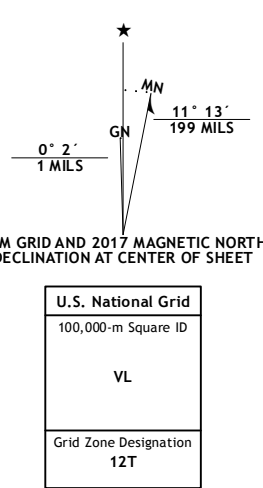 MN
GN
11° 13´
199 MILS
0° 2´
1 MILS
M GRID AND 2017 MAGNETIC NORTH
DECLINATION AT CENTER OF SHEET
U.S. National Grid
100,000-m Square ID
VL
Grid Zone Designation
12T